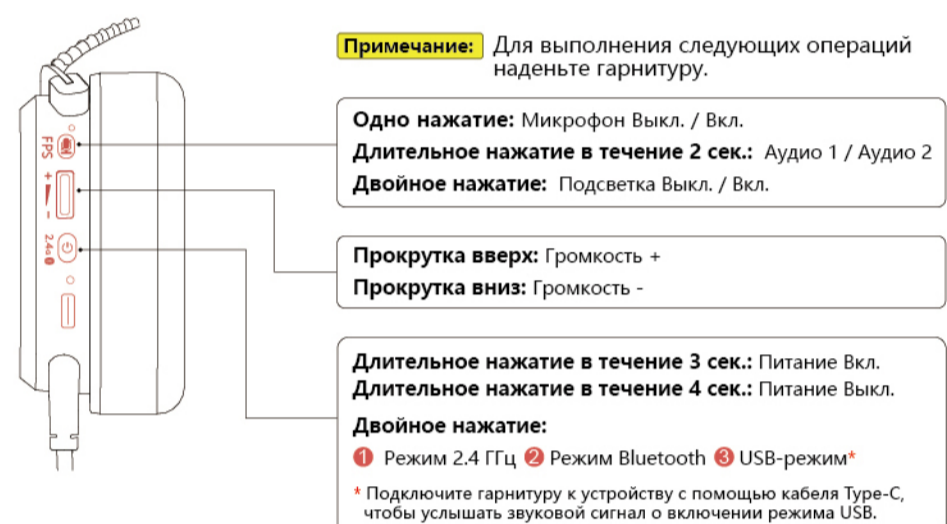 Примечание: Для выполнения следующих операций
наденьте гарнитуру.
Одно нажатие: Микрофон Выкл. / Вкл.
Длительное нажатие в течение 2 сек.: Аудио 1 / Аудио 2
Двойное нажатие: Подсветка Выкл. / Вкл.
FPS
+
-
2.4G
Прокрутка вверх: Громкость +
Прокрутка вниз: Громкость -
Длительное нажатие в течение 3 сек.: Питание Вкл.
Длительное нажатие в течение 4 сек.: Питание Выкл.
Двойное нажатие:
1 Режим 2.4 ГГц 2 Режим Bluetooth 3 USB-режим*
* Подключите гарнитуру к устройству с помощью кабеля Type-C,
чтобы услышать звуковой сигнал о включении режима USB.